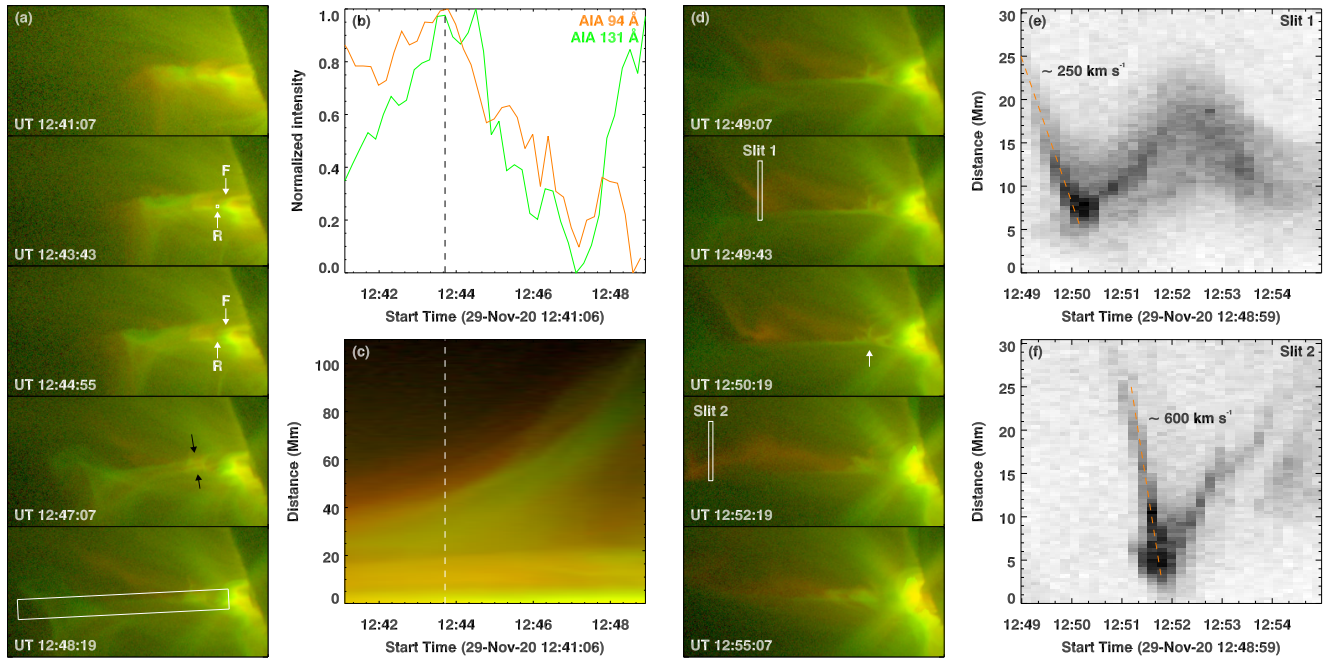 (a)
UT 12:41:07
F
R
UT 12:43:43
F
R
UT 12:44:55
UT 12:47:07
UT 12:48:19
(b)
AIA 94 Å
AIA 131 Å
Normalized intensity
1.0
0.8
0.6
0.4
0.2
0.0
12:42 12:44 12:46 12:48
Start Time (29-Nov-20 12:41:06)
(c)
Distance (Mm)
100
80
60
40
20
0
12:42 12:44 12:46 12:48
Start Time (29-Nov-20 12:41:06)
(d)
UT 12:49:07
Slit 1
UT 12:49:43
UT 12:50:19
Slit 2
UT 12:52:19
UT 12:55:07
(e)
Slit 1
~ 250 km s⁻¹
Distance (Mm)
30
25
20
15
10
5
0
12:49 12:50 12:51 12:52 12:53 12:54
Start Time (29-Nov-20 12:48:59)
(f)
Slit 2
~ 600 km s⁻¹
Distance (Mm)
30
25
20
15
10
5
0
12:49 12:50 12:51 12:52 12:53 12:54
Start Time (29-Nov-20 12:48:59)